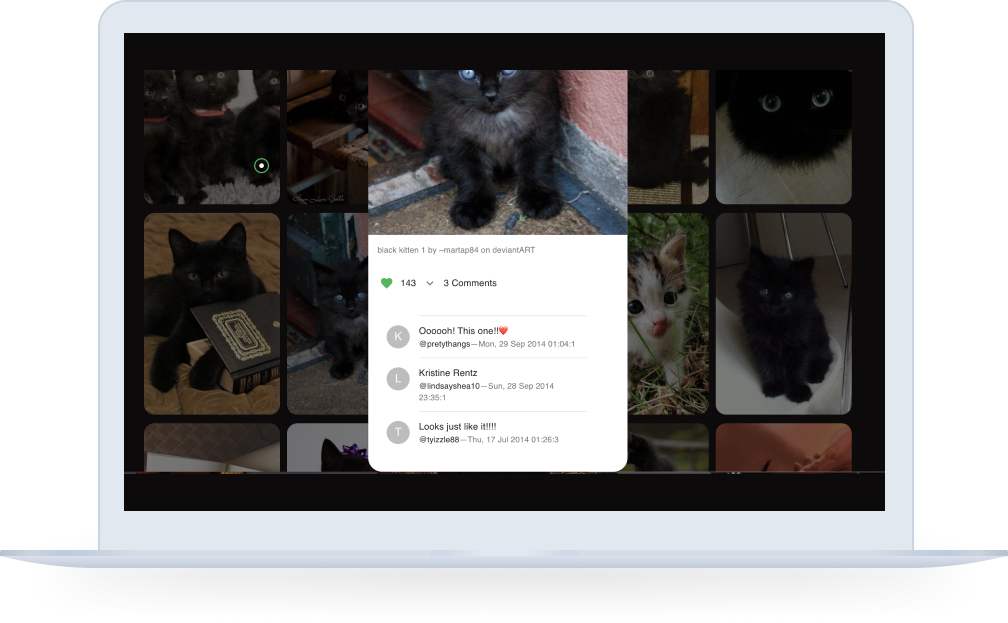 black kitten 1 by ~martap84 on deviantART
143
3 Comments
K
Oooooh! This one!!❤️
@pretythangs—Mon, 29 Sep 2014 01:04:1
L
Kristine Rentz
@lindsayshea10—Sun, 28 Sep 2014
23:35:1
T
Looks just like it!!!!
@tyizzle88—Thu, 17 Jul 2014 01:26:3